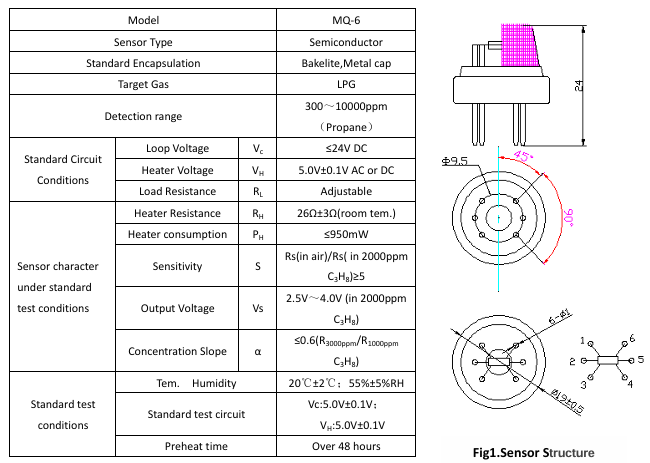 Model MQ-6
Sensor Type Semiconductor
Standard Encapsulation Bakelite,Metal cap
Target Gas LPG
Detection range 300～10000ppm
（Propane）
Standard Circuit
Conditions
Loop Voltage Vc ≤24V DC
Heater Voltage VH 5.0V±0.1V AC or DC
Load Resistance RL Adjustable
Sensor character
under standard
test conditions
Heater Resistance RH 26Ω±3Ω(room tem.)
Heater consumption PH ≤950mW
Sensitivity S Rs(in air)/Rs( in 2000ppm
C3H8)≥5
Output Voltage Vs 2.5V～4.0V (in 2000ppm
C3H8)
Concentration Slope α ≤0.6(R3000ppm/R1000ppm
C3H8)
Standard test
conditions
Tem. Humidity 20℃±2℃；55%±5%RH
Standard test circuit Vc:5.0V±0.1V；
VH:5.0V±0.1V
Preheat time Over 48 hours
24
Φ9.5
45°
90°
6-Ø1
Ø19±0.5
1
2
3
6
5
4
Fig1.Sensor Structure